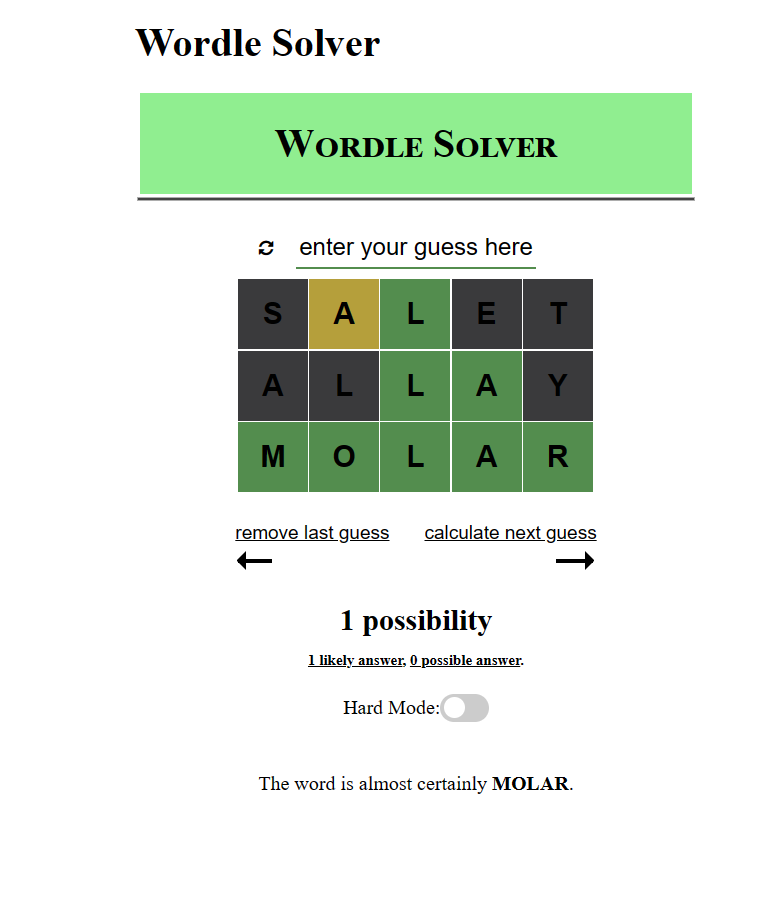 Wordle Solver
Wordle Solver
enter your guess here
S A L E T
A L L A Y
M O L A R
remove last guess calculate next guess
1 possibility
1 likely answer, 0 possible answer.
Hard Mode:
The word is almost certainly MOLAR.